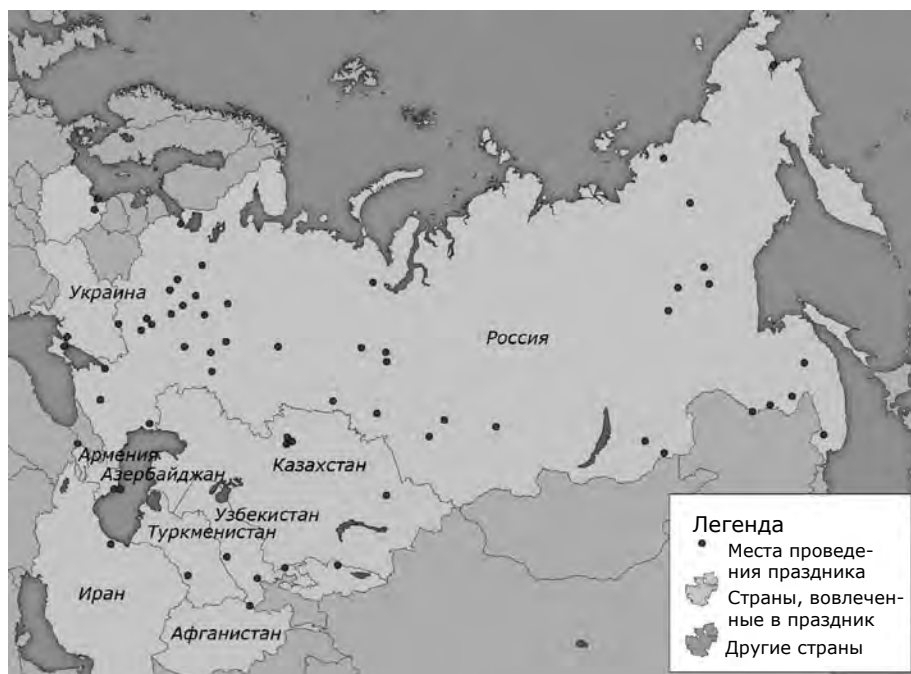 Украина
Россия
Армения
Азербайджан
Казахстан
Узбекистан
Туркменистан
Иран
Афганистан
Легенда
Места проведе-
ния праздника
Страны, вовлечен-
ные в праздник
Другие страны